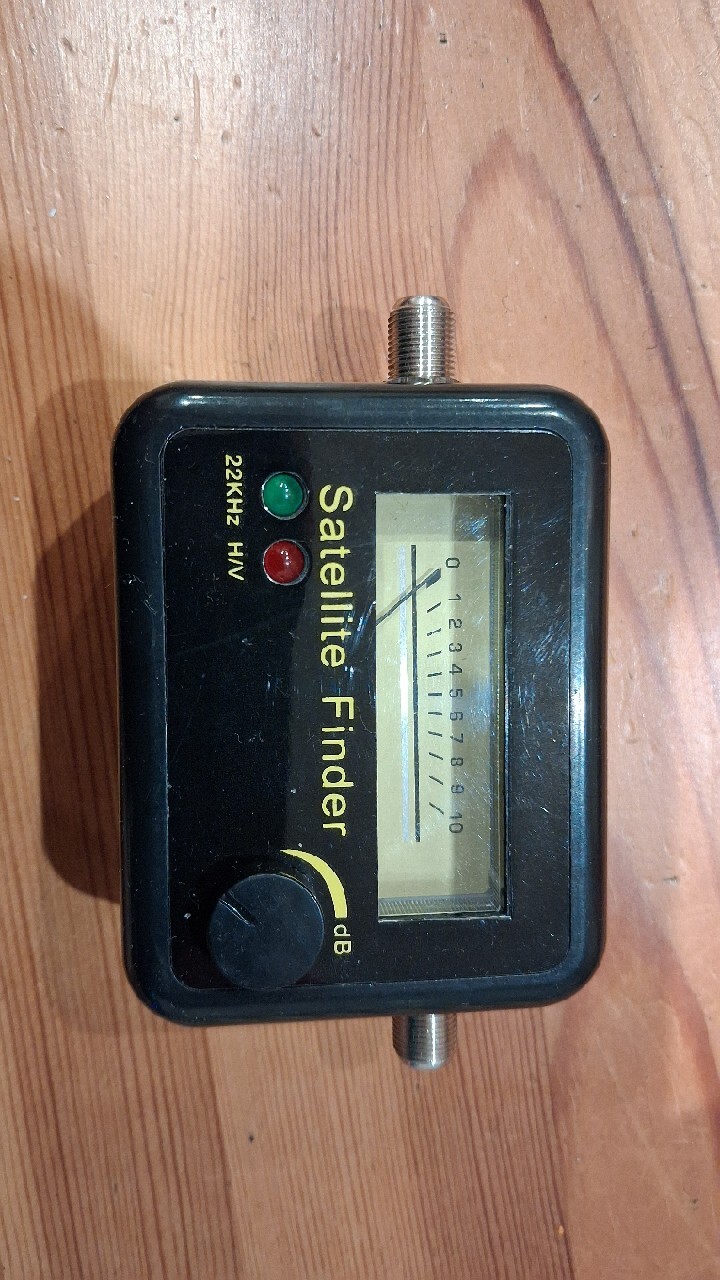 0 1 2 3 4 5 6 7 8 9 10
Satellite Finder
dB
22KHz H/V